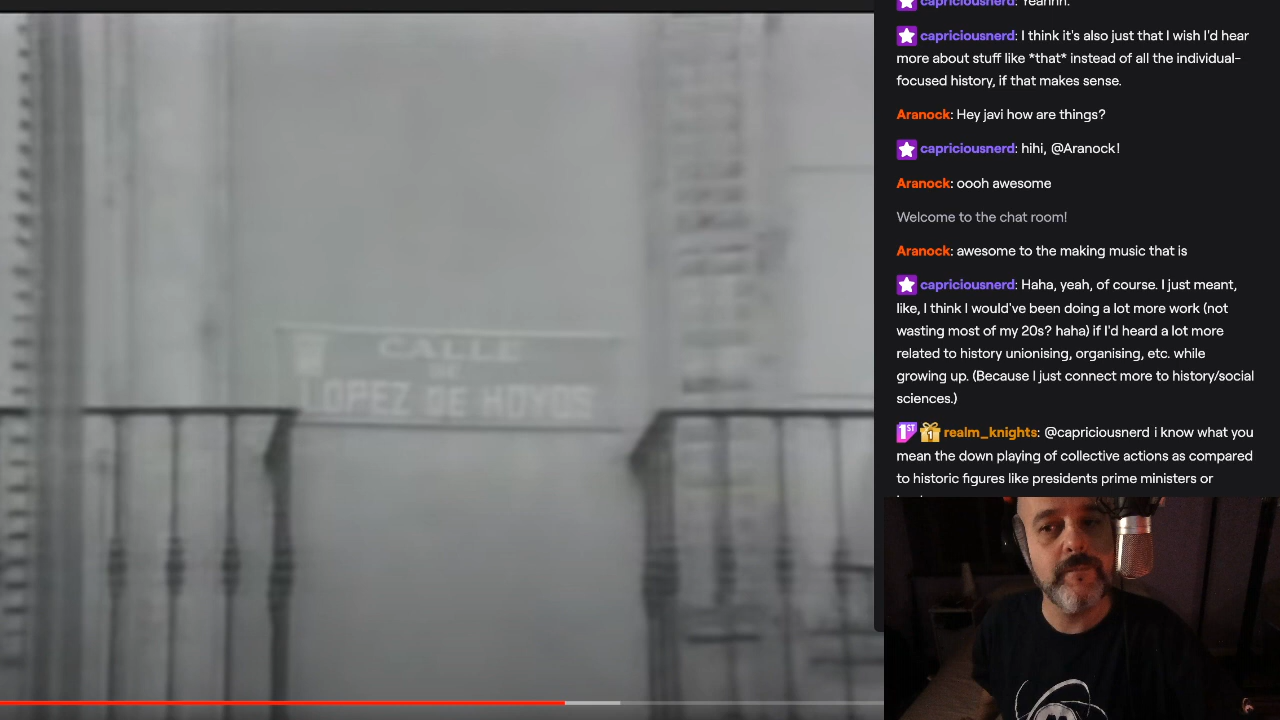 CALLE
DE
LOPEZ DE HOYOS
capriciousnerd: Yeahhh.
capriciousnerd: I think it's also just that I wish I'd hear
more about stuff like *that* instead of all the individual-
focused history, if that makes sense.
Aranock: Hey javi how are things?
capriciousnerd: hihi, @Aranock!
Aranock: oooh awesome
Welcome to the chat room!
Aranock: awesome to the making music that is
capriciousnerd: Haha, yeah, of course. I just meant,
like, I think I would've been doing a lot more work (not
wasting most of my 20s? haha) if I'd heard a lot more
related to history unionising, organising, etc. while
growing up. (Because I just connect more to history/social
sciences.)
1ST 1 realm_knights: @capriciousnerd i know what you
mean the down playing of collective actions as compared
to historic figures like presidents prime ministers or